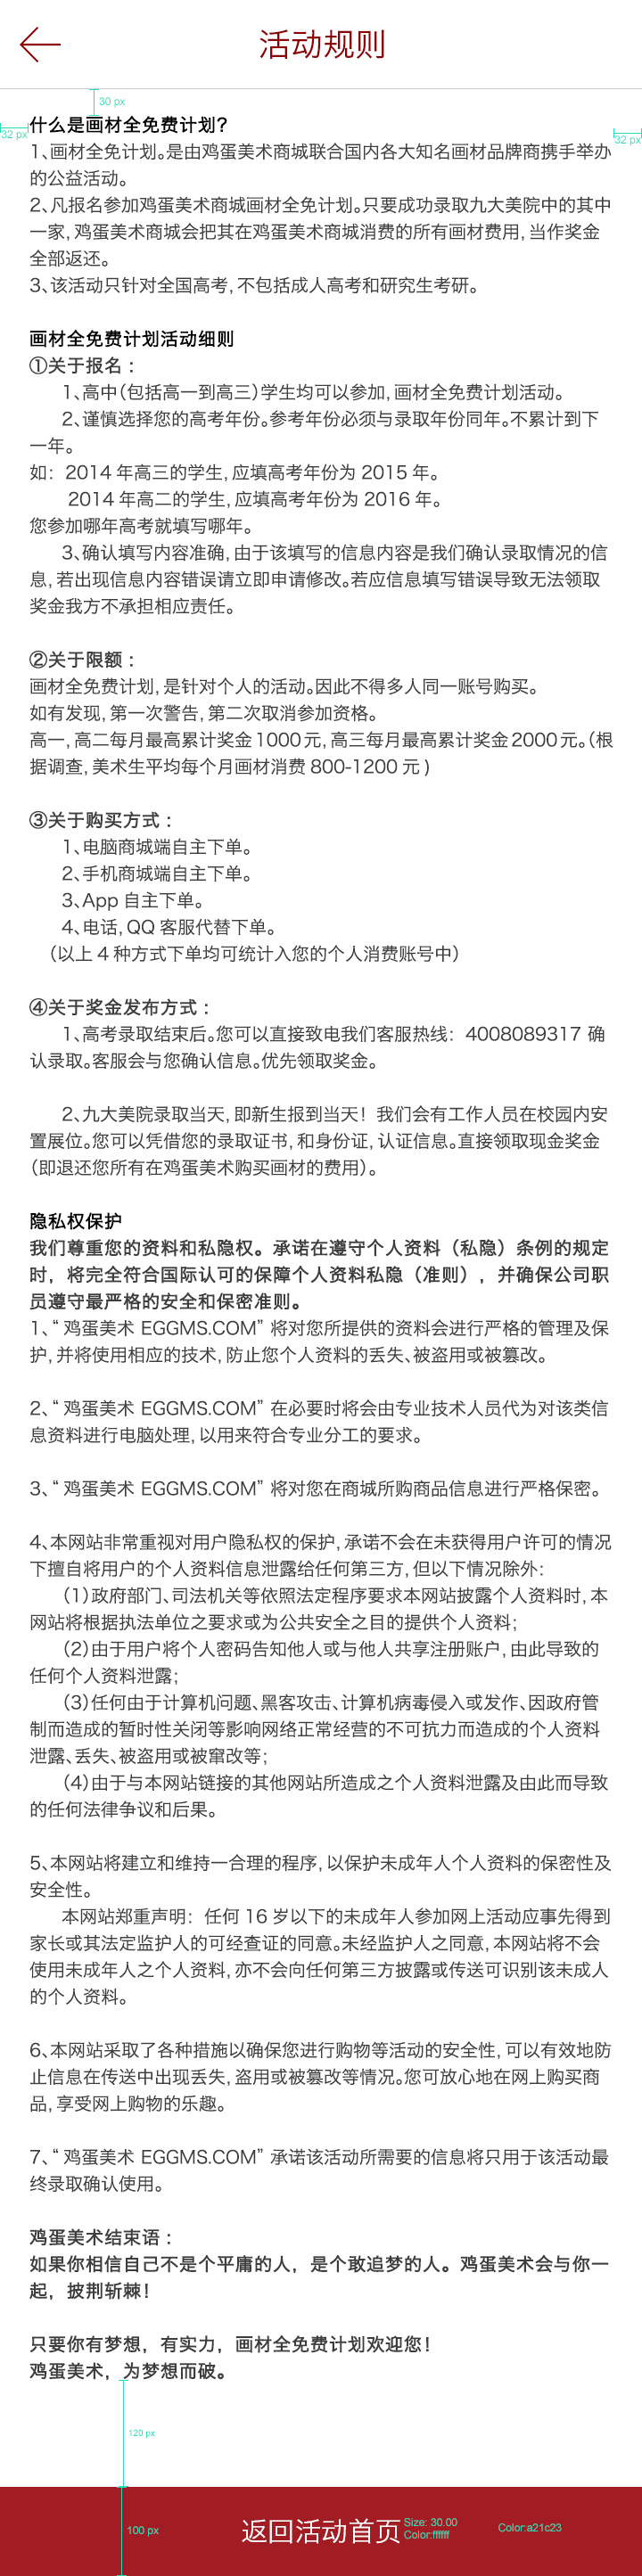 活动规则
30 px
32 px
32 px
什么是画材全免费计划？
1、画材全免计划。是由鸡蛋美术商城联合国内各大知名画材品牌商携手举办
的公益活动。
2、凡报名参加鸡蛋美术商城画材全免计划。只要成功录取九大美院中的其中
一家，鸡蛋美术商城会把其在鸡蛋美术商城消费的所有画材费用，当作奖金
全部返还。
3、该活动只针对全国高考，不包括成人高考和研究生考研。
画材全免费计划活动细则
①关于报名：
1、高中（包括高一到高三）学生均可以参加，画材全免费计划活动。
2、谨慎选择您的高考年份。参考年份必须与录取年份同年。不累计到下
一年。
如：2014 年高三的学生，应填高考年份为 2015 年。
2014 年高二的学生，应填高考年份为 2016 年。
您参加哪年高考就填写哪年。
3、确认填写内容准确，由于该填写的信息内容是我们确认录取情况的信
息，若出现信息内容错误请立即申请修改。若应信息填写错误导致无法领取
奖金我方不承担相应责任。
②关于限额：
画材全免费计划，是针对个人的活动。因此不得多人同一账号购买。
如有发现，第一次警告，第二次取消参加资格。
高一，高二每月最高累计奖金 1000 元，高三每月最高累计奖金 2000 元。（根
据调查，美术生平均每个月画材消费 800-1200 元 )
③关于购买方式：
1、电脑商城端自主下单。
2、手机商城端自主下单。
3、App 自主下单。
4、电话，QQ 客服代替下单。
（以上 4 种方式下单均可统计入您的个人消费账号中）
④关于奖金发布方式：
1、高考录取结束后。您可以直接致电我们客服热线：4008089317 确
认录取。客服会与您确认信息。优先领取奖金。
2、九大美院录取当天，即新生报到当天！我们会有工作人员在校园内安
置展位。您可以凭借您的录取证书，和身份证，认证信息。直接领取现金奖金
（即退还您所有在鸡蛋美术购买画材的费用）。
隐私权保护
我们尊重您的资料和私隐权。承诺在遵守个人资料（私隐）条例的规定
时，将完全符合国际认可的保障个人资料私隐（准则），并确保公司职
员遵守最严格的安全和保密准则。
1、“ 鸡蛋美术 EGGMS.COM” 将对您所提供的资料会进行严格的管理及保
护，并将使用相应的技术，防止您个人资料的丢失、被盗用或被篡改。
2、“ 鸡蛋美术 EGGMS.COM” 在必要时将会由专业技术人员代为对该类信
息资料进行电脑处理，以用来符合专业分工的要求。
3、“ 鸡蛋美术 EGGMS.COM” 将对您在商城所购商品信息进行严格保密。
4、本网站非常重视对用户隐私权的保护，承诺不会在未获得用户许可的情况
下擅自将用户的个人资料信息泄露给任何第三方，但以下情况除外：
（1）政府部门、司法机关等依照法定程序要求本网站披露个人资料时，本
网站将根据执法单位之要求或为公共安全之目的提供个人资料；
（2）由于用户将个人密码告知他人或与他人共享注册账户，由此导致的
任何个人资料泄露；
（3）任何由于计算机问题、黑客攻击、计算机病毒侵入或发作、因政府管
制而造成的暂时性关闭等影响网络正常经营的不可抗力而造成的个人资料
泄露、丢失、被盗用或被窜改等；
（4）由于与本网站链接的其他网站所造成之个人资料泄露及由此而导致
的任何法律争议和后果。
5、本网站将建立和维持一合理的程序，以保护未成年人个人资料的保密性及
安全性。
本网站郑重声明：任何 16 岁以下的未成年人参加网上活动应事先得到
家长或其法定监护人的可经查证的同意。未经监护人之同意，本网站将不会
使用未成年人之个人资料，亦不会向任何第三方披露或传送可识别该未成人
的个人资料。
6、本网站采取了各种措施以确保您进行购物等活动的安全性，可以有效地防
止信息在传送中出现丢失，盗用或被篡改等情况。您可放心地在网上购买商
品，享受网上购物的乐趣。
7、“ 鸡蛋美术 EGGMS.COM” 承诺该活动所需要的信息将只用于该活动最
终录取确认使用。
鸡蛋美术结束语：
如果你相信自己不是个平庸的人，是个敢追梦的人。鸡蛋美术会与你一
起，披荆斩棘！
只要你有梦想，有实力，画材全免费计划欢迎您！
鸡蛋美术，为梦想而破。
120 px
100 px
返回活动首页
Size: 30.00
Color:ffffff
Color:a21c23